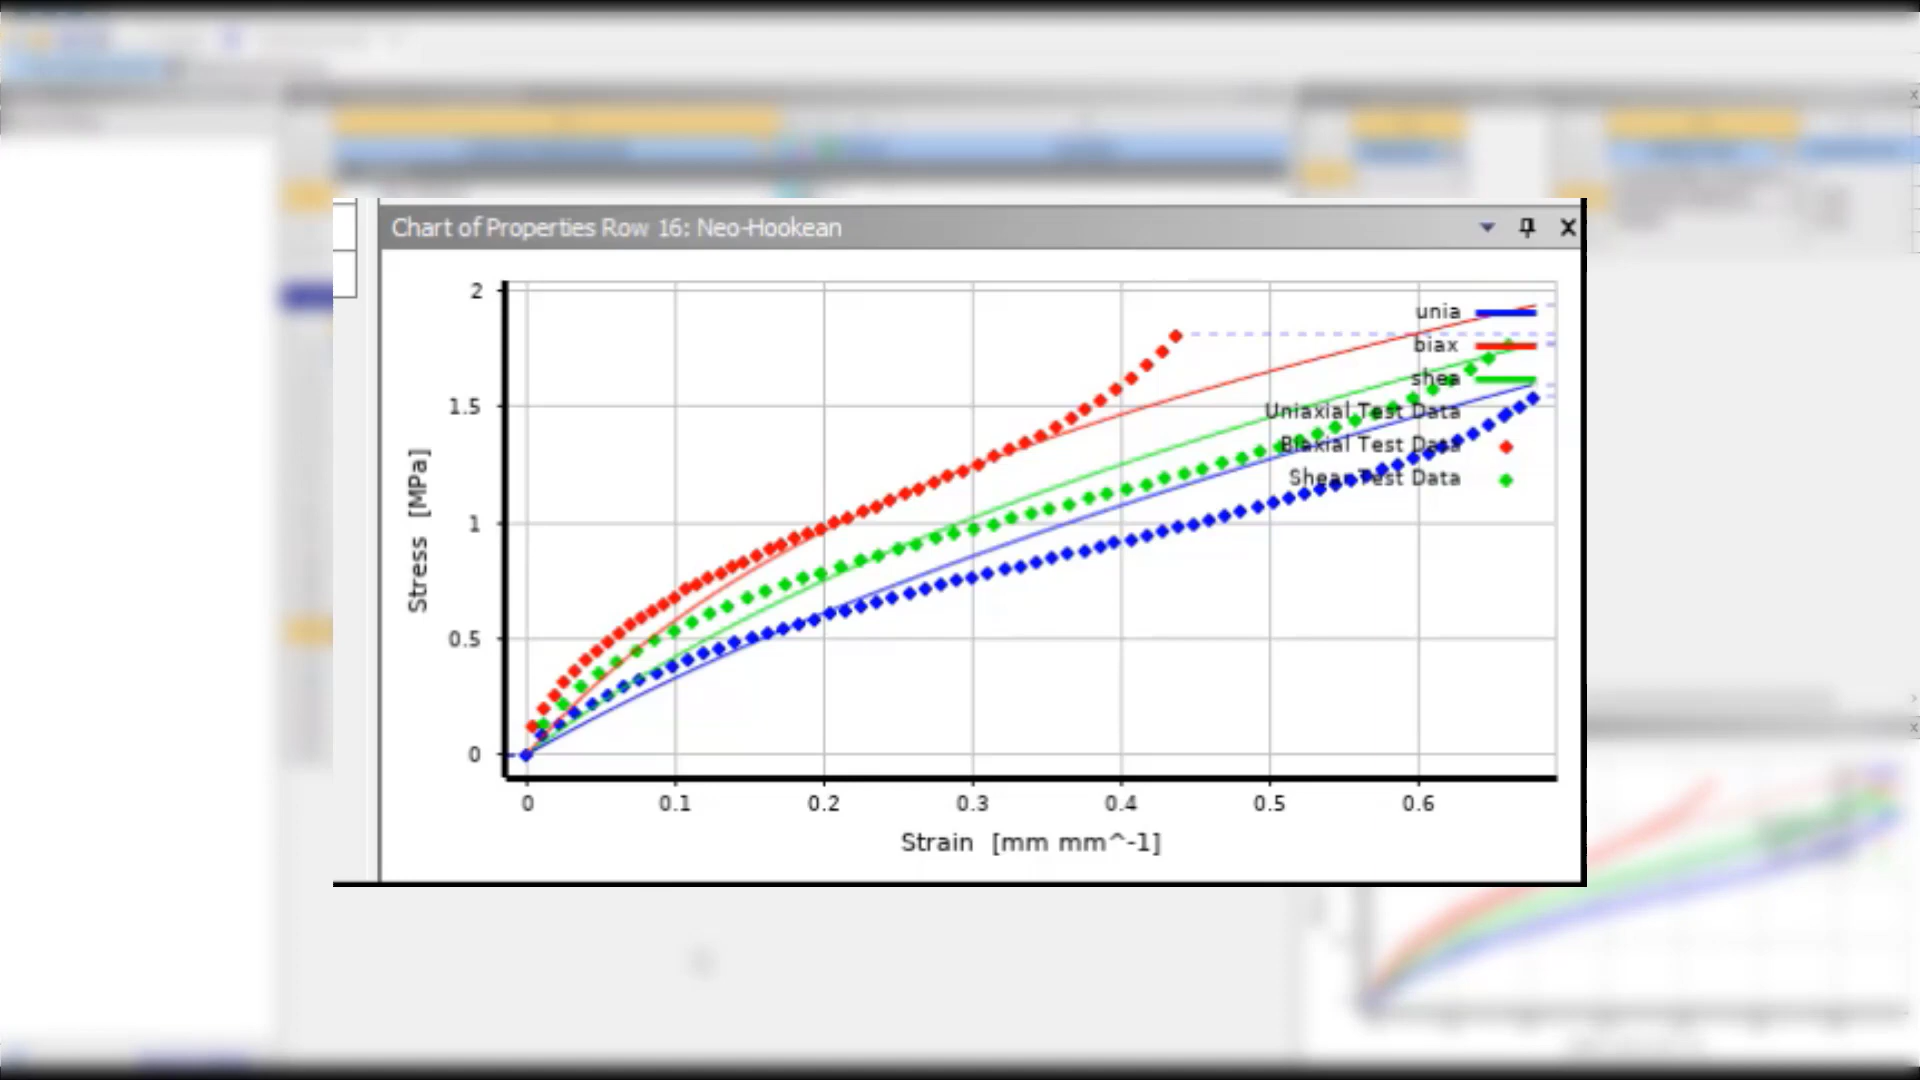 Chart of Properties Row 16: Neo-Hookean
2
1.5
1
0.5
0
Stress [MPa]
unia
biax
shea
Uniaxial Test Data
Biaxial Test Data
Shear Test Data
0 0.1 0.2 0.3 0.4 0.5 0.6
Strain [mm mm^-1]